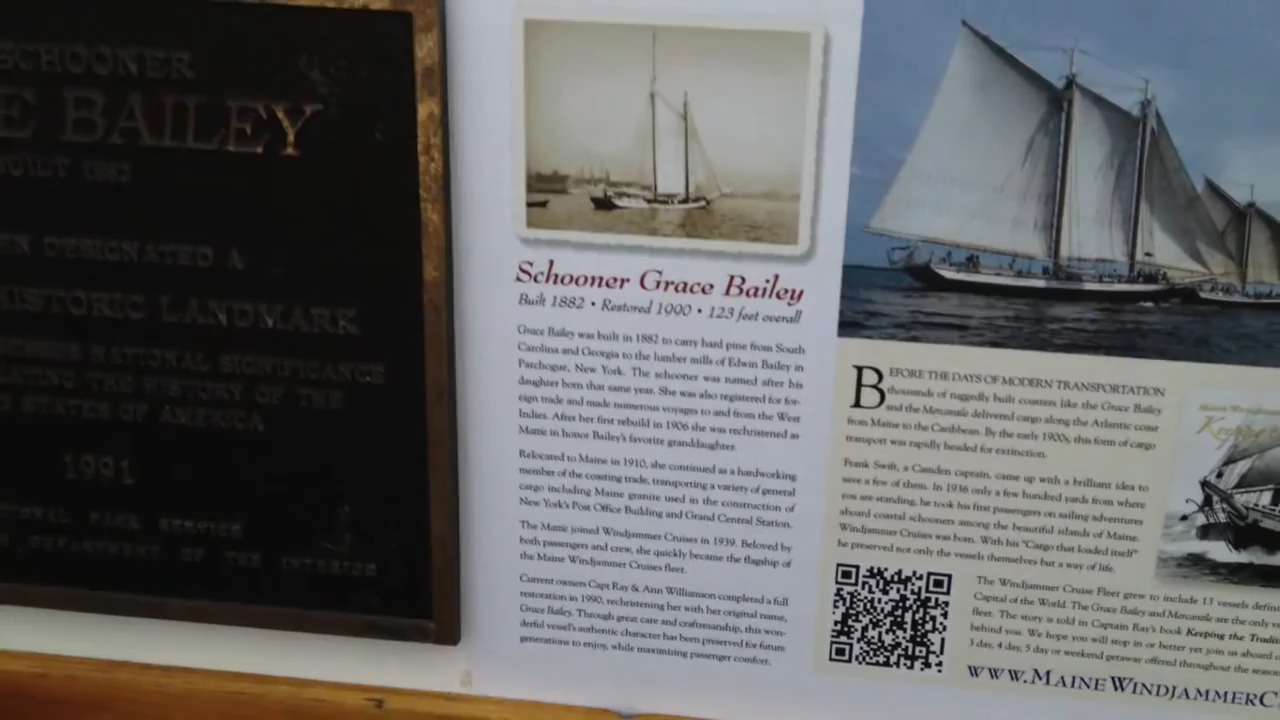 SCHOONER
E BAILEY
BUILT 1882
EN DESIGNATED A
HISTORIC LANDMARK
NATIONAL SIGNIFICANCE
THE HISTORY OF THE
STATES OF AMERICA
1991
PARK SERVICE
DEPARTMENT OF THE INTERIOR
Schooner Grace Bailey
Built 1882 • Restored 1990 • 123 feet overall
Grace Bailey was built in 1882 to carry hard pine from South
Carolina and Georgia to the lumber mills of Edwin Bailey in
Patchogue, New York. The schooner was named after his
daughter born that same year. She was also registered for for-
eign trade and made numerous voyages to and from the West
Indies. After her first rebuild in 1906 she was rechristened as
Mattie in honor Bailey's favorite granddaughter.
Relocated to Maine in 1910, she continued as a hardworking
member of the coasting trade, transporting a variety of general
cargo including Maine granite used in the construction of
New York's Post Office Building and Grand Central Station.
The Mattie joined Windjammer Cruises in 1939. Beloved by
both passengers and crew, she quickly became the flagship of
the Maine Windjammer Cruises fleet.
Current owners Capt Ray & Ann Williamson completed a full
restoration in 1990, rechristening her with her original name,
Grace Bailey. Through great care and craftsmanship, this won-
derful vessel's authentic character has been preserved for future
generations to enjoy, while maximizing passenger comfort.
BEFORE THE DAYS OF MODERN TRANSPORTATION
thousands of ruggedly built coasters like the Grace Bailey
and the Mercantile delivered cargo along the Atlantic coast
from Maine to the Caribbean. By the early 1900s, this form of cargo
transport was rapidly headed for extinction.
Frank Swift, a Camden captain, came up with a brilliant idea to
save a few of them. In 1936 only a few hundred yards from where
you are standing, he took his first passengers on sailing adventures
aboard coastal schooners among the beautiful islands of Maine.
Windjammer Cruises was born. With his "Cargo that loaded itself"
he preserved not only the vessels themselves but a way of life.
The Windjammer Cruise Fleet grew to include 13 vessels defin
Capital of the World. The Grace Bailey and Mercantile are the only
fleet. The story is told in Captain Ray's book Keeping the Tradi
behind you. We hope you will stop in or better yet join us aboard
3 day, 4 day, 5 day or weekend getaway offered throughout the seaso
WWW.MAINEWINDJAMMERC